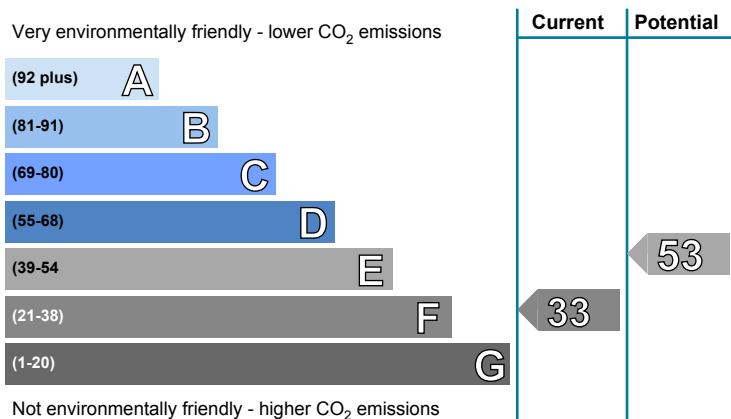 Very environmentally friendly - lower CO2 emissions
Current
Potential
(92 plus) A
(81-91) B
(69-80) C
(55-68) D
(39-54 E
53
(21-38) F
33
(1-20) G
Not environmentally friendly - higher CO2 emissions